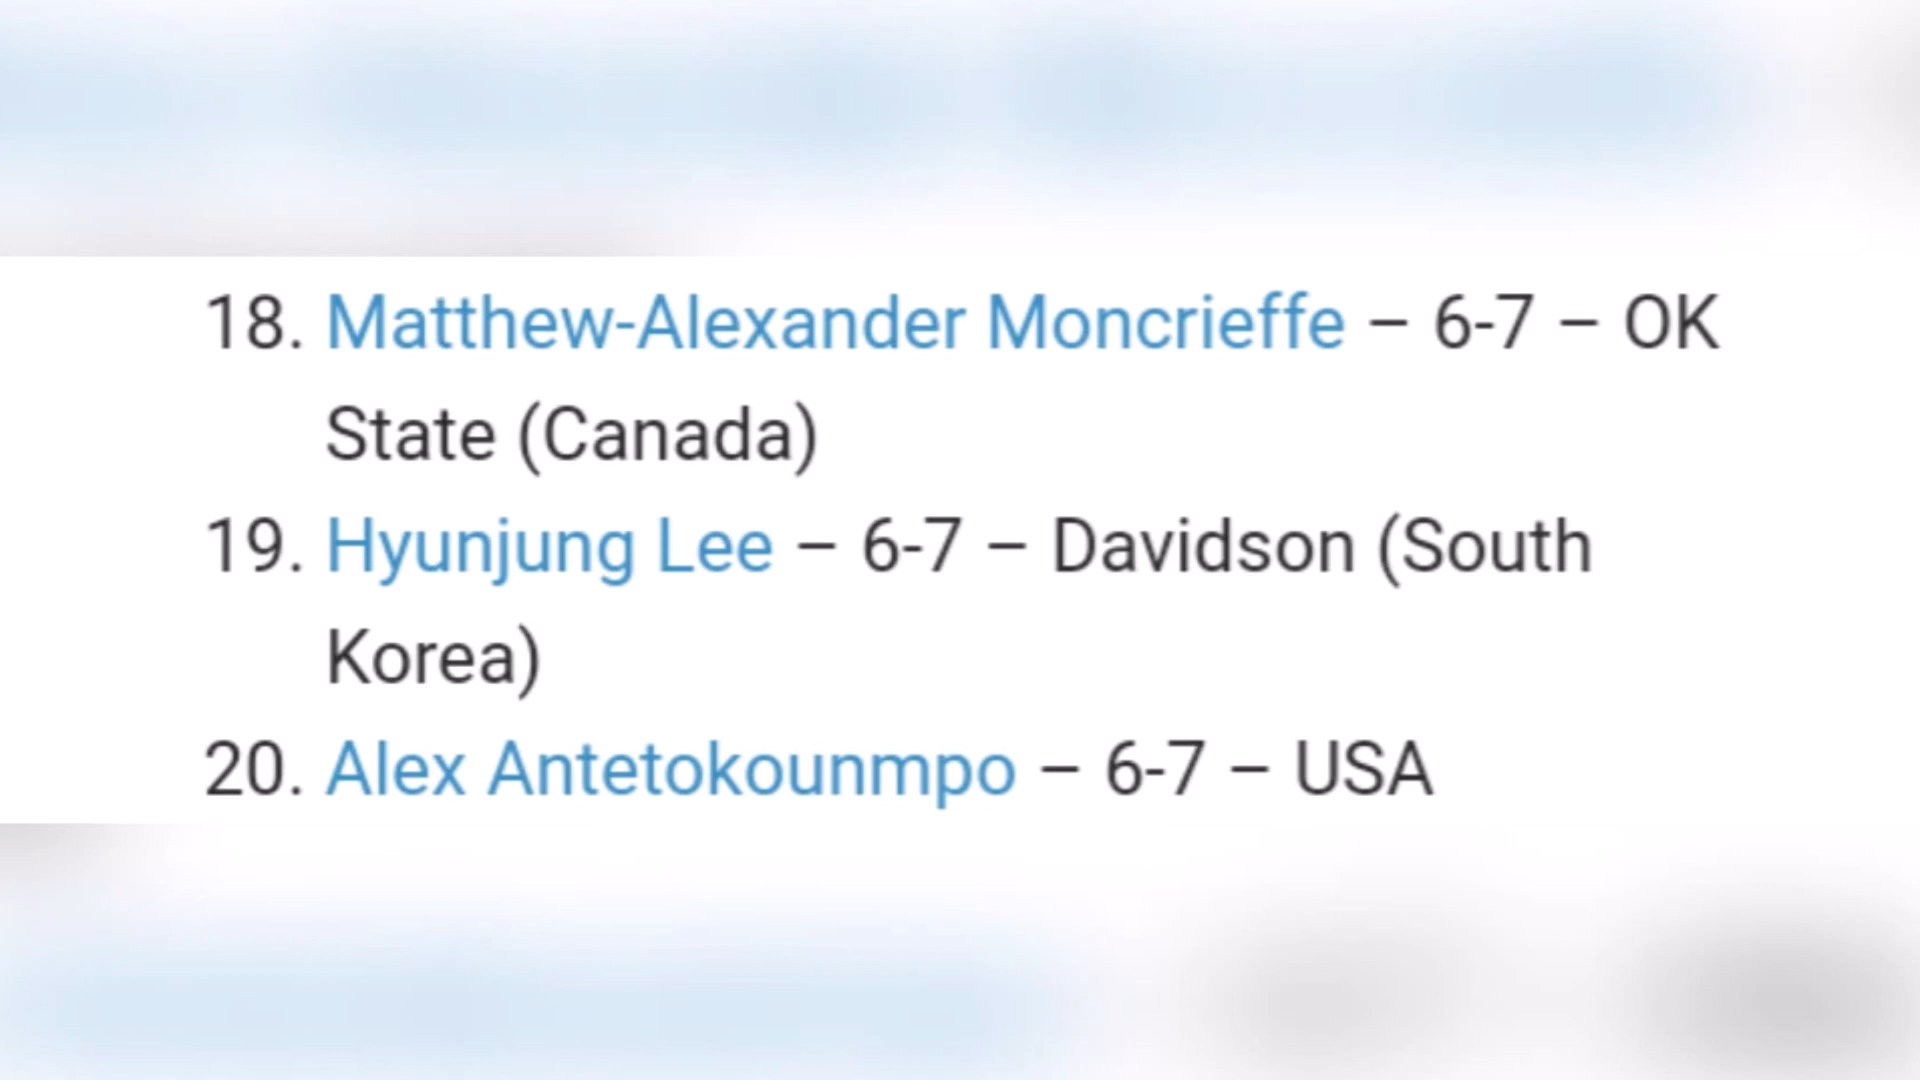 18. Matthew-Alexander Moncrieffe – 6-7 – OK
State (Canada)
19. Hyunjung Lee – 6-7 – Davidson (South
Korea)
20. Alex Antetokounmpo – 6-7 – USA